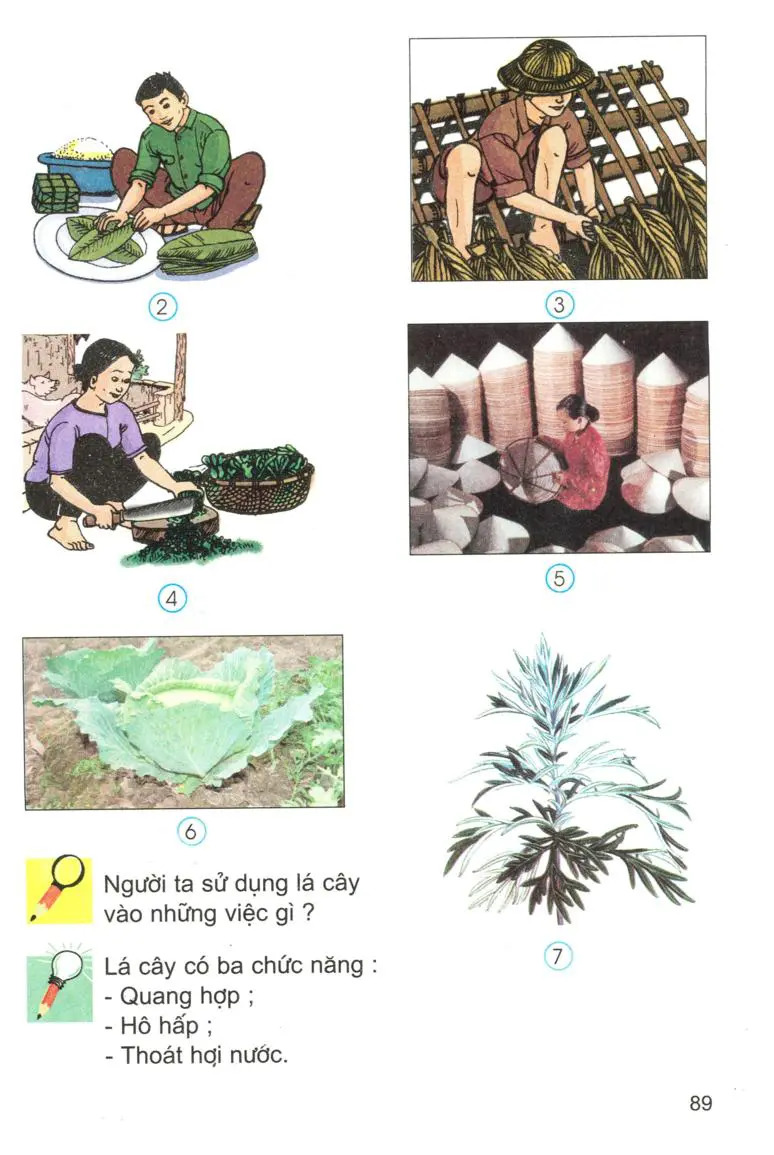 2
3
4
5
6
7
Người ta sử dụng lá cây
vào những việc gì ?
Lá cây có ba chức năng :
- Quang hợp ;
- Hô hấp ;
- Thoát hơi nước.
89